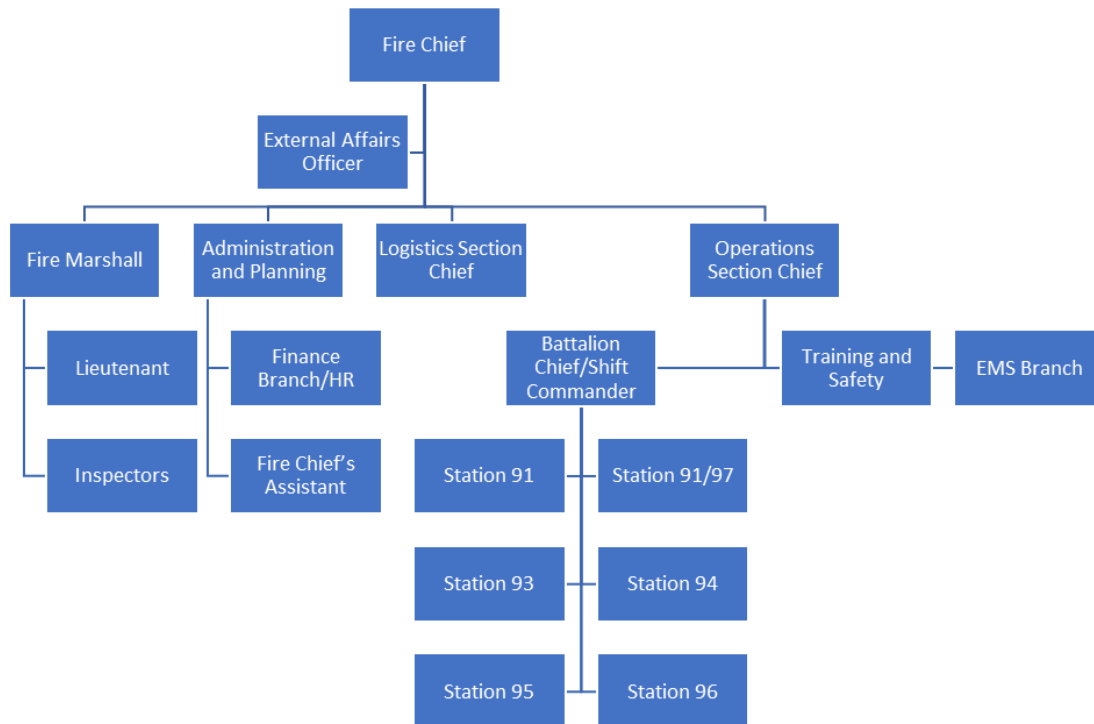 Fire Chief
External Affairs
Officer
Fire Marshall
Administration
and Planning
Logistics Section
Chief
Operations
Section Chief
Lieutenant
Finance
Branch/HR
Battalion
Chief/Shift
Commander
Training and
Safety
EMS Branch
Inspectors
Fire Chief’s
Assistant
Station 91
Station 91/97
Station 93
Station 94
Station 95
Station 96